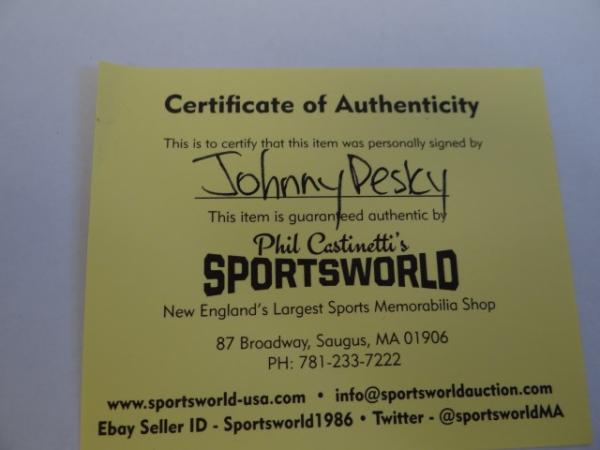 Certificate of Authenticity
This is to certify that this item was personally signed by
Johnny Pesky
This item is guaranteed authentic by
Phil Castinetti's
SPORTSWORLD
New England's Largest Sports Memorabilia Shop
87 Broadway, Saugus, MA 01906
PH: 781-233-7222
www.sportsworld-usa.com • info@sportsworldauction.com
Ebay Seller ID - Sportsworld1986 • Twitter - @sportsworldMA